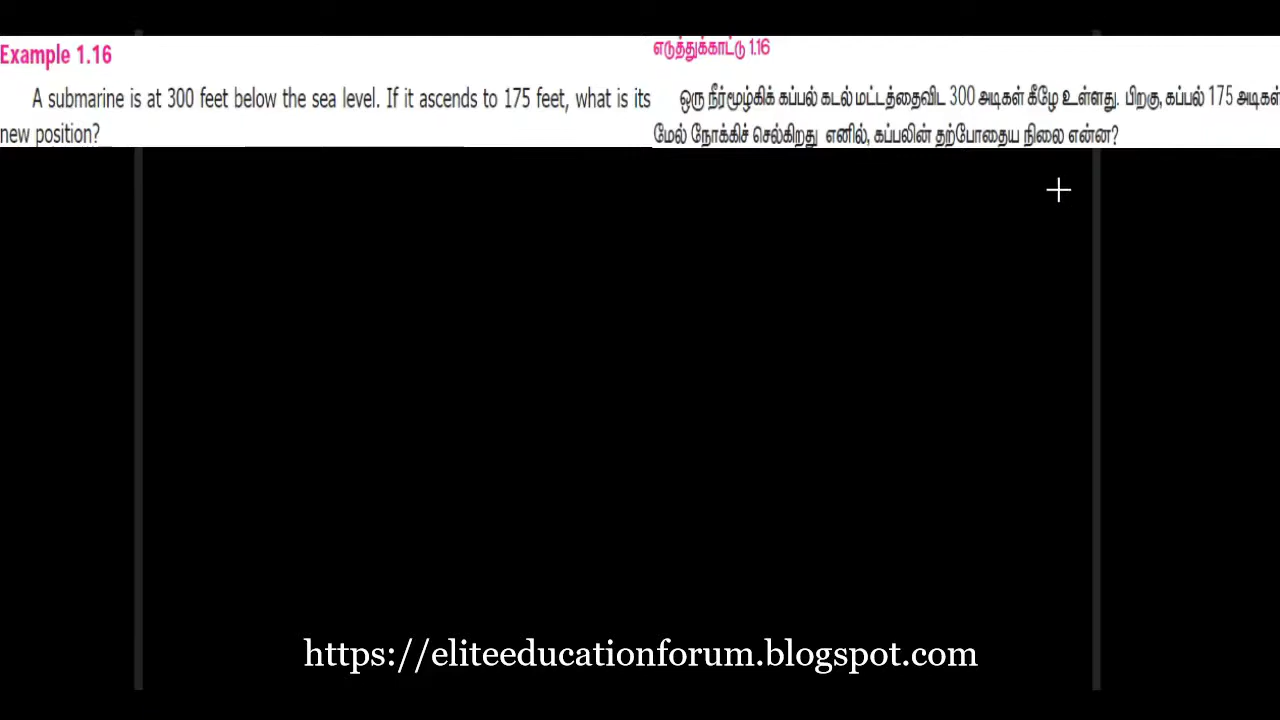 Example 1.16
A submarine is at 300 feet below the sea level. If it ascends to 175 feet, what is its
new position?
எடுத்துக்காட்டு 1.16
ஒரு நீர்மூழ்கிக் கப்பல் கடல் மட்டத்தைவிட 300 அடிகள் கீழே உள்ளது. பிறகு, கப்பல் 175 அடிகள்
மேல் நோக்கிச் செல்கிறது எனில், கப்பலின் தற்போதைய நிலை என்ன?
https://eliteeducationforum.blogspot.com